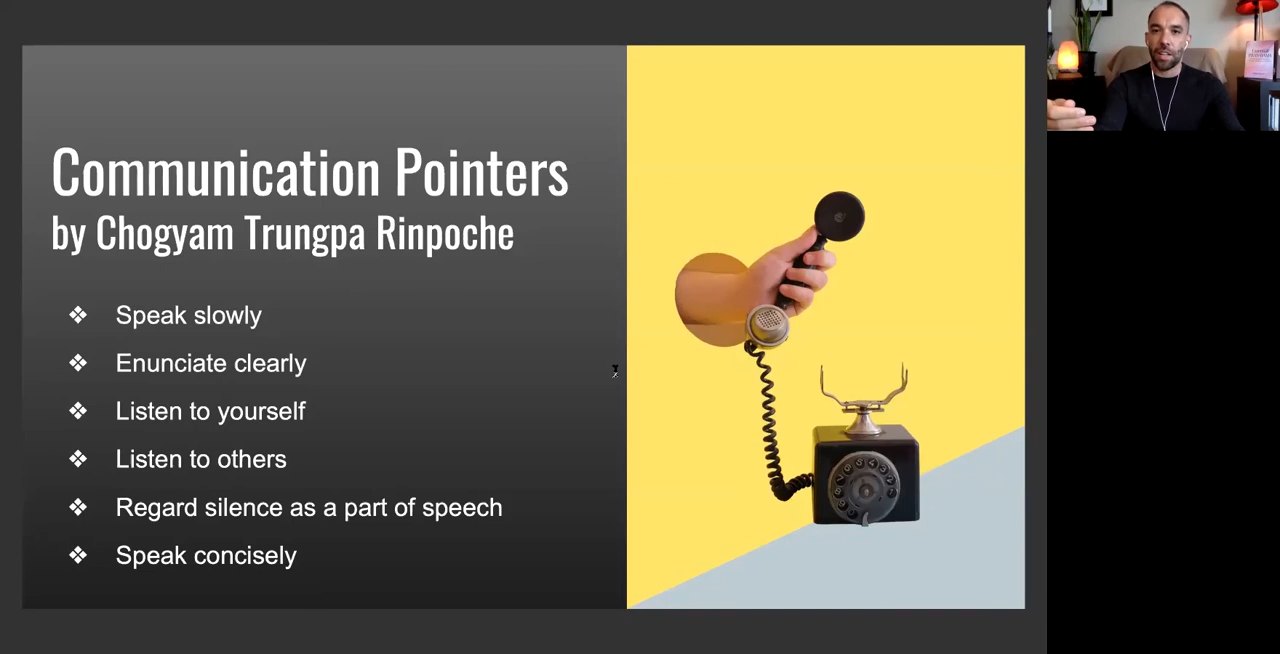 Communication Pointers
by Chogyam Trungpa Rinpoche
❖ Speak slowly
❖ Enunciate clearly
❖ Listen to yourself
❖ Listen to others
❖ Regard silence as a part of speech
❖ Speak concisely